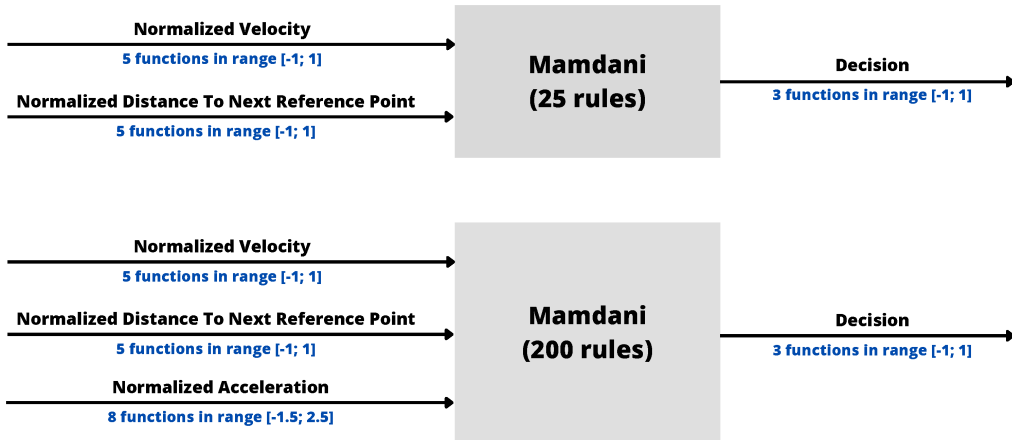 Normalized Velocity
5 functions in range [-1; 1]
Normalized Distance To Next Reference Point
5 functions in range [-1; 1]
Mamdani
(25 rules)
Decision
3 functions in range [-1; 1]
Normalized Velocity
5 functions in range [-1; 1]
Normalized Distance To Next Reference Point
5 functions in range [-1; 1]
Normalized Acceleration
8 functions in range [-1.5; 2.5]
Mamdani
(200 rules)
Decision
3 functions in range [-1; 1]